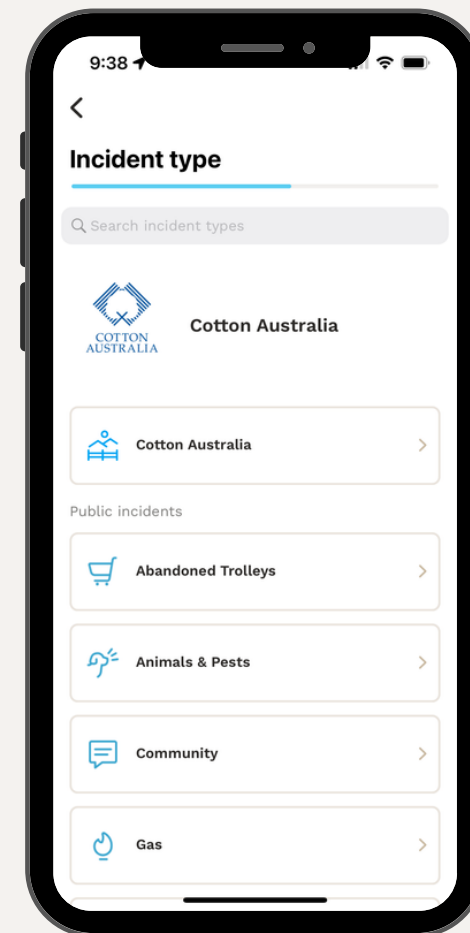 9:38
Incident type
Search incident types
COTTON
AUSTRALIA
Cotton Australia
Cotton Australia
Public incidents
Abandoned Trolleys
Animals & Pests
Community
Gas